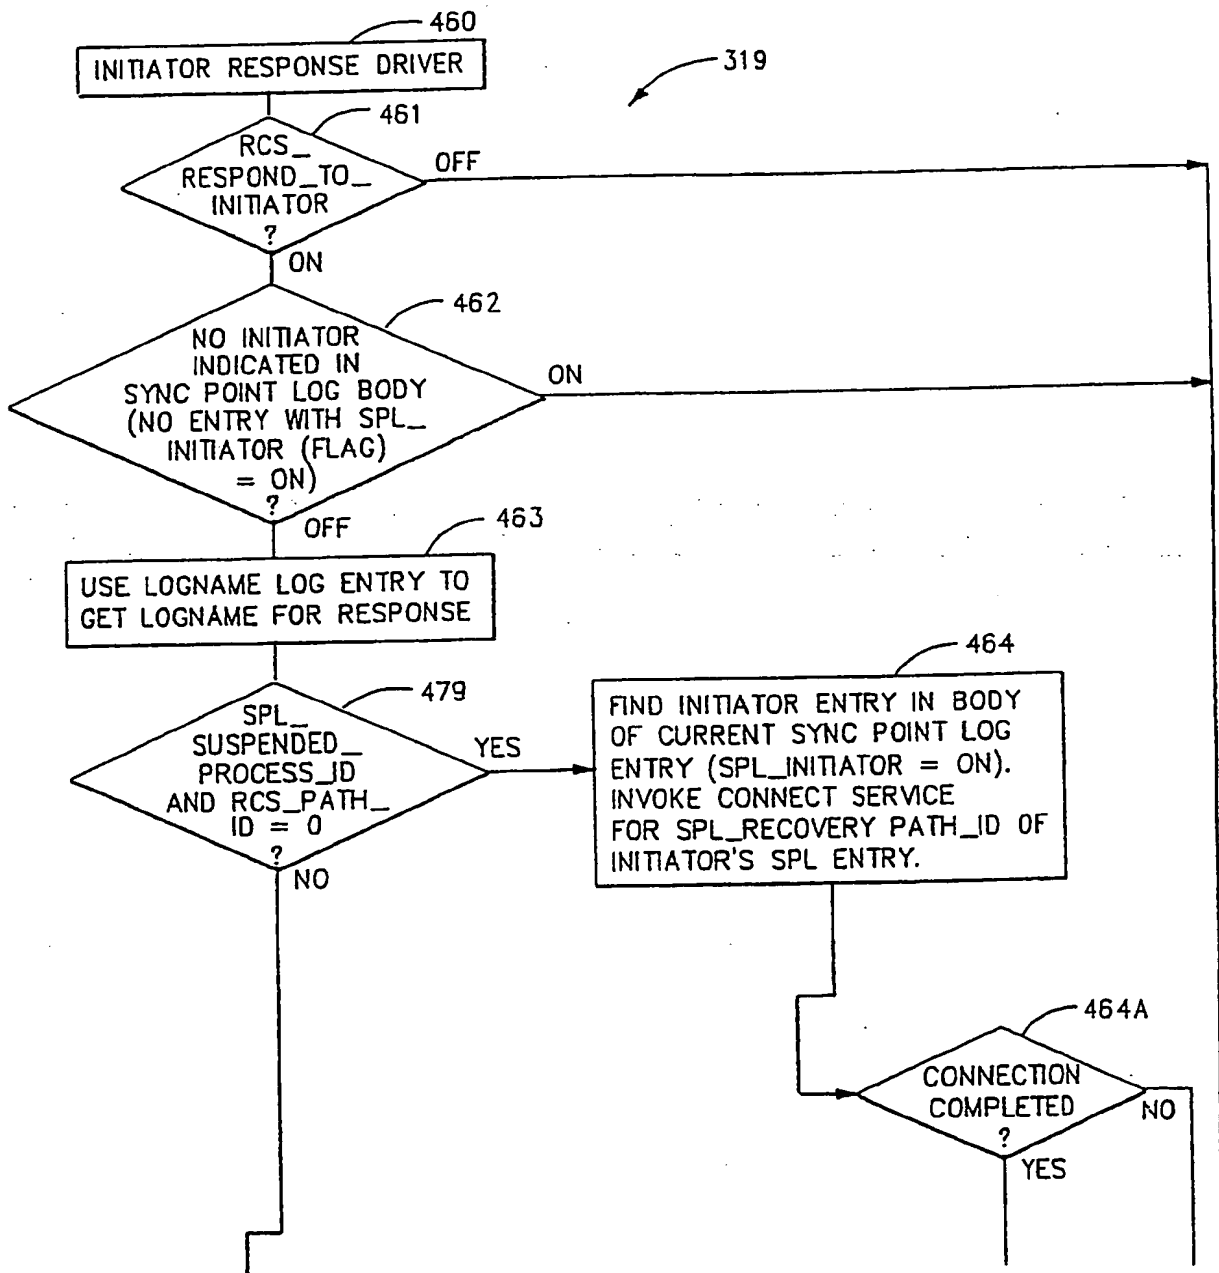 460
INITIATOR RESPONSE DRIVER
319
461
RCS_
RESPOND_TO_
INITIATOR
?
OFF
ON
462
NO INITIATOR
INDICATED IN
SYNC POINT LOG BODY
(NO ENTRY WITH SPL_
INITIATOR (FLAG)
= ON)
?
ON
OFF
463
USE LOGNAME LOG ENTRY TO
GET LOGNAME FOR RESPONSE
479
SPL_
SUSPENDED_
PROCESS_ID
AND RCS_PATH_
ID = 0
?
YES
NO
464
FIND INITIATOR ENTRY IN BODY
OF CURRENT SYNC POINT LOG
ENTRY (SPL_INITIATOR = ON).
INVOKE CONNECT SERVICE
FOR SPL_RECOVERY PATH_ID OF
INITIATOR'S SPL ENTRY.
464A
CONNECTION
COMPLETED
?
NO
YES